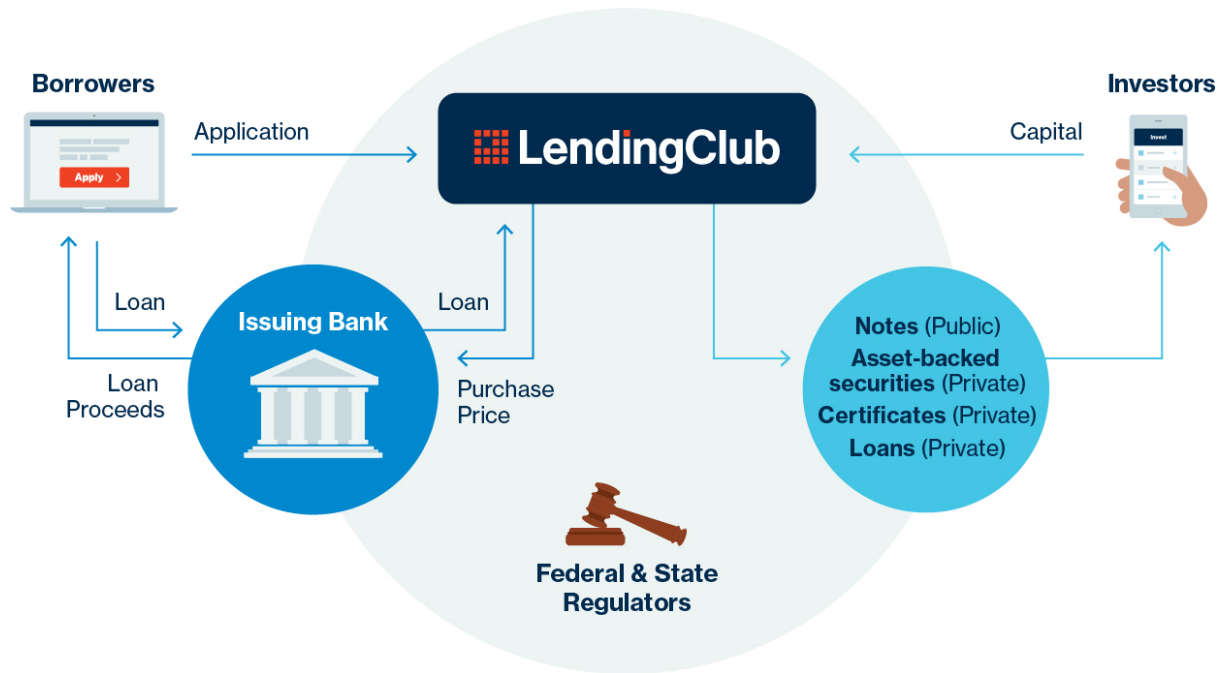 Borrowers
Apply
Application
LendingClub
Capital
Investors
Invest
Loan
Loan
Proceeds
Issuing Bank
Loan
Purchase
Price
Notes (Public)
Asset-backed
securities (Private)
Certificates (Private)
Loans (Private)
Federal & State
Regulators